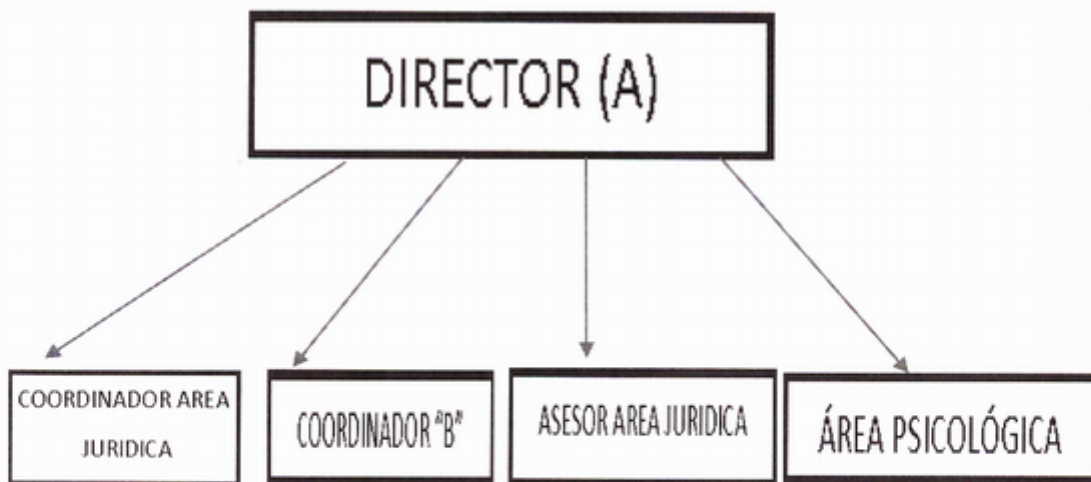 DIRECTOR (A)
COORDINADOR AREA
JURIDICA
COORDINADOR "B"
ASESOR AREA JURIDICA
ÁREA PSICOLÓGICA